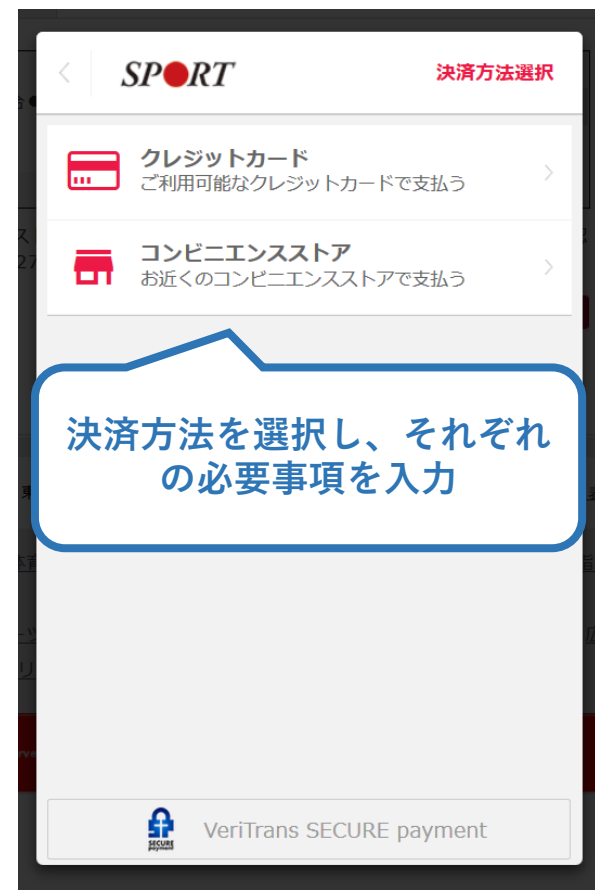 SPORT
決済方法選択
クレジットカード
ご利用可能なクレジットカードで支払う
コンビニエンスストア
お近くのコンビニエンスストアで支払う
決済方法を選択し、それぞれ
の必要事項を入力
SECURE
payment
VeriTrans SECURE payment